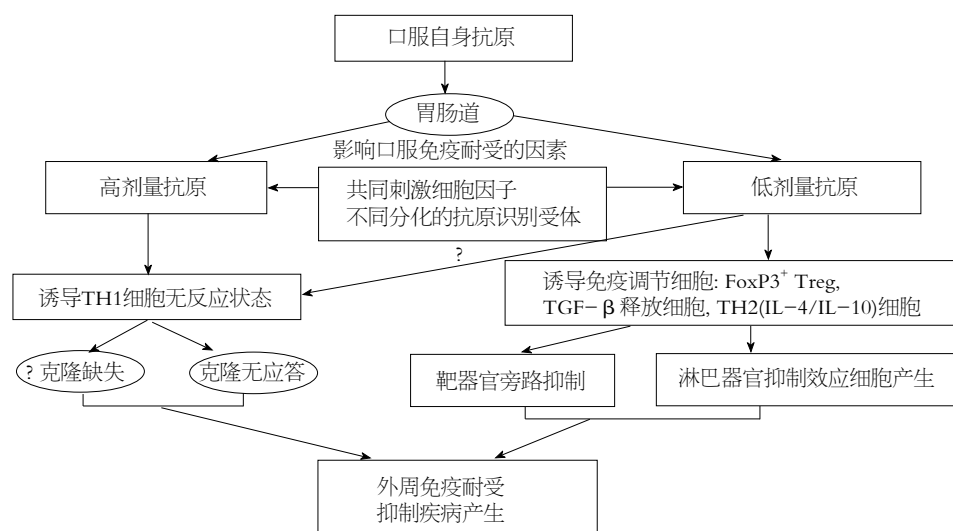 口服自身抗原
胃肠道
影响口服免疫耐受的因素
高剂量抗原
共同刺激细胞因子
不同分化的抗原识别受体
低剂量抗原
?
诱导TH1细胞无反应状态
诱导免疫调节细胞: FoxP3⁺ Treg,
TGF-β 释放细胞, TH2(IL-4/IL-10)细胞
? 克隆缺失
克隆无应答
靶器官旁路抑制
淋巴器官抑制效应细胞产生
外周免疫耐受
抑制疾病产生